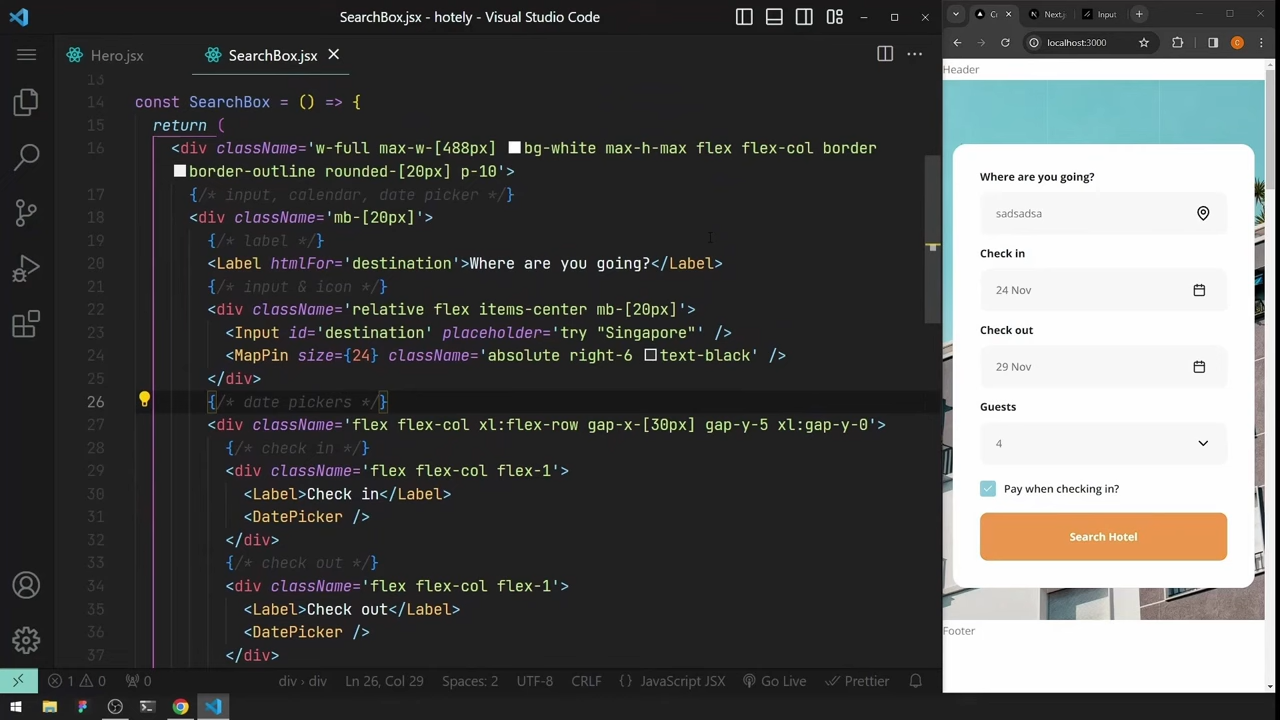 SearchBox.jsx - hotely - Visual Studio Code
Hero.jsx
SearchBox.jsx
13
14 const SearchBox = () => {
15 return (
16 <div className='w-full max-w-[488px] bg-white max-h-max flex flex-col border
border-outline rounded-[20px] p-10'>
17 {/* input, calendar, date picker */}
18 <div className='mb-[20px]'>
19 {/* label */}
20 <Label htmlFor='destination'>Where are you going?</Label>
21 {/* input & icon */}
22 <div className='relative flex items-center mb-[20px]'>
23 <Input id='destination' placeholder='try "Singapore"' />
24 <MapPin size={24} className='absolute right-6 text-black' />
25 </div>
26 {/* date pickers */}
27 <div className='flex flex-col xl:flex-row gap-x-[30px] gap-y-5 xl:gap-y-0'>
28 {/* check in */}
29 <div className='flex flex-col flex-1'>
30 <Label>Check in</Label>
31 <DatePicker />
32 </div>
33 {/* check out */}
34 <div className='flex flex-col flex-1'>
35 <Label>Check out</Label>
36 <DatePicker />
37 </div>
1 0 0
div › div
Ln 26, Col 29
Spaces: 2
UTF-8
CRLF
{} JavaScript JSX
Go Live
Prettier
Next.j
Input
localhost:3000
C
Header
Where are you going?
sadsadsa
Check in
24 Nov
Check out
29 Nov
Guests
4
Pay when checking in?
Search Hotel
Footer